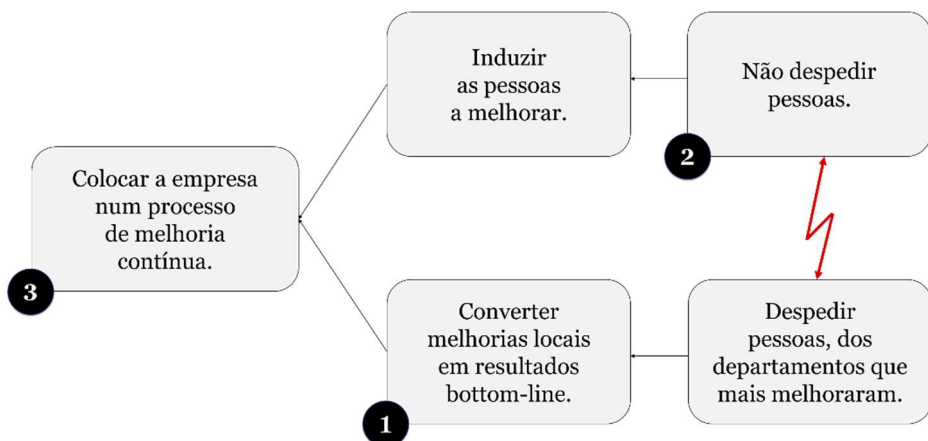 Induzir
as pessoas
a melhorar.
Não despedir
pessoas.
2
Colocar a empresa
num processo
de melhoria
contínua.
3
Converter
melhorias locais
em resultados
bottom-line.
1
Despedir
pessoas, dos
departamentos que
mais melhoraram.